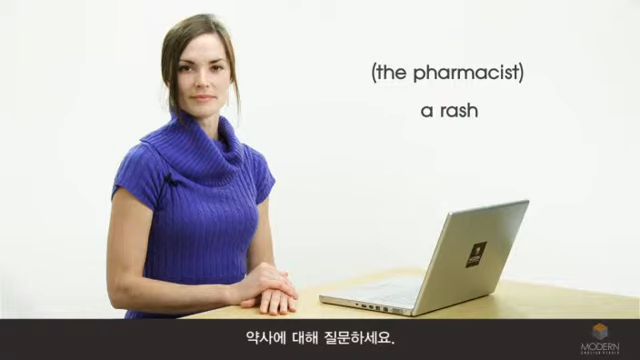 (the pharmacist)
a rash
약사에 대해 질문하세요.
MODERN